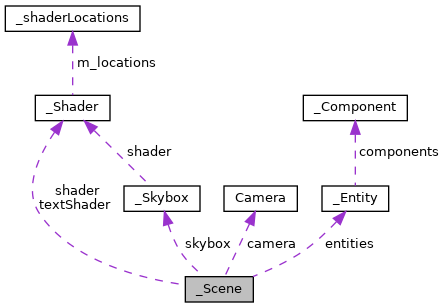 _shaderLocations
m_locations
_Shader
_Component
shader
components
shader
textShader
_Skybox
Camera
_Entity
skybox
camera
entities
_Scene